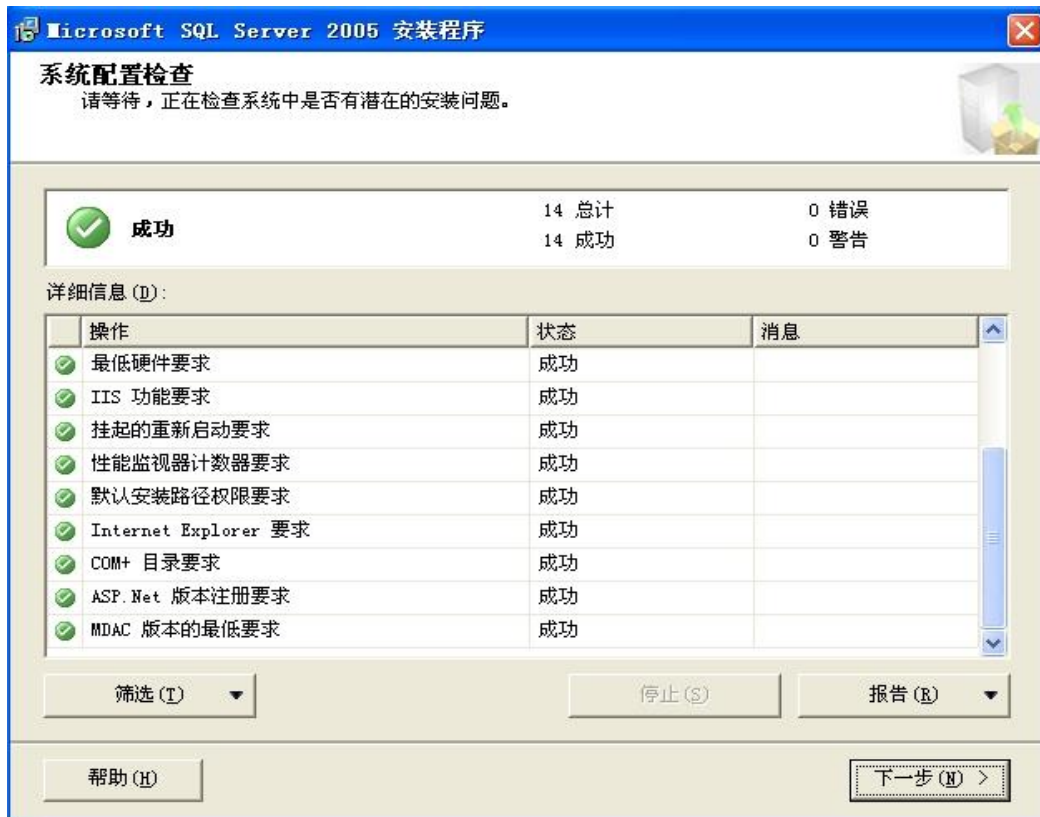 Microsoft SQL Server 2005 安装程序
系统配置检查
请等待，正在检查系统中是否有潜在的安装问题。
成功
14 总计
0 错误
14 成功
0 警告
详细信息(D):
操作 状态 消息
最低硬件要求 成功
IIS 功能要求 成功
挂起的重新启动要求 成功
性能监视器计数器要求 成功
默认安装路径权限要求 成功
Internet Explorer 要求 成功
COM+ 目录要求 成功
ASP.Net 版本注册要求 成功
MDAC 版本的最低要求 成功
筛选(T) 停止(S) 报告(R)
帮助(H) 下一步(N) >